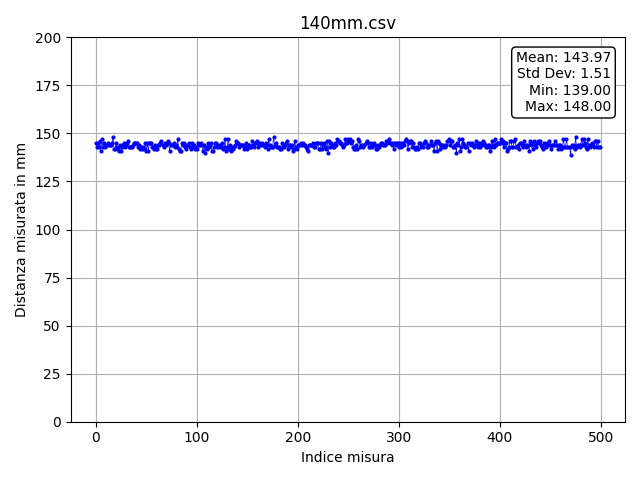 140mm.csv
Mean: 143.97
Std Dev: 1.51
Min: 139.00
Max: 148.00
Distanza misurata in mm
200
175
150
125
100
75
50
25
0
0 100 200 300 400 500
Indice misura